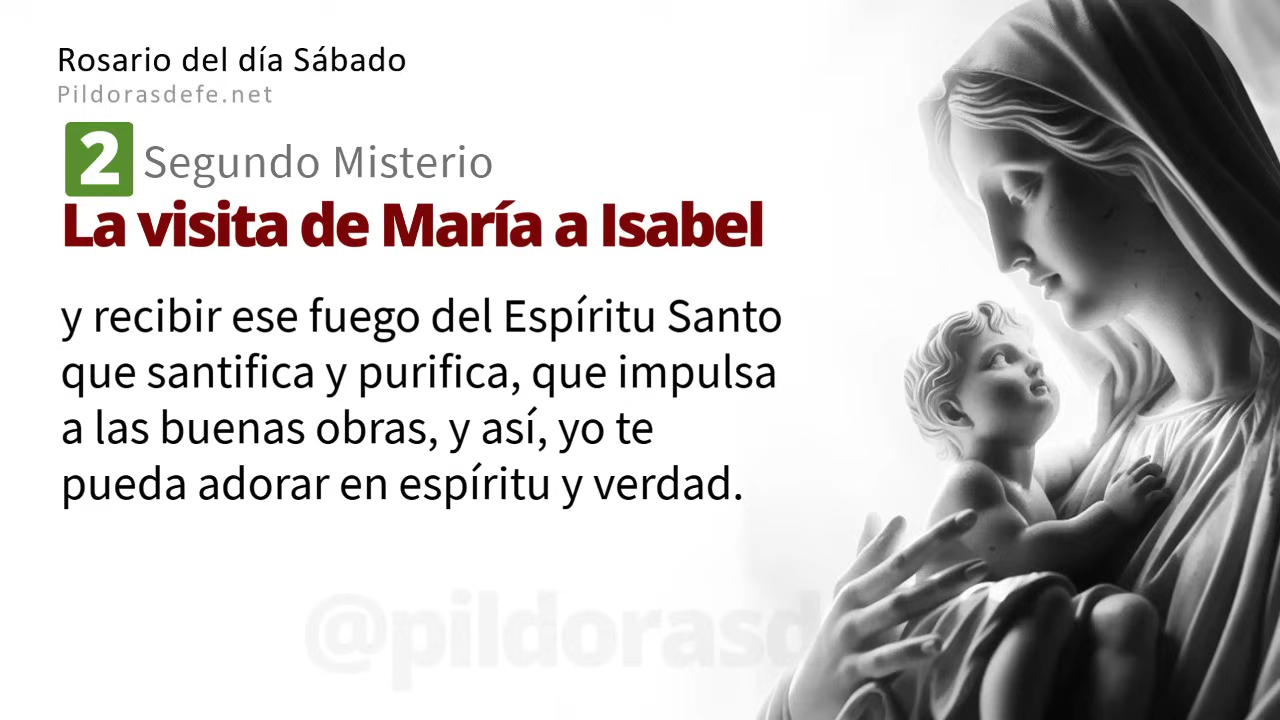 Rosario del día Sábado
Pildorasdefe.net
2 Segundo Misterio
La visita de María a Isabel
y recibir ese fuego del Espíritu Santo
que santifica y purifica, que impulsa
a las buenas obras, y así, yo te
pueda adorar en espíritu y verdad.
@pildorasd